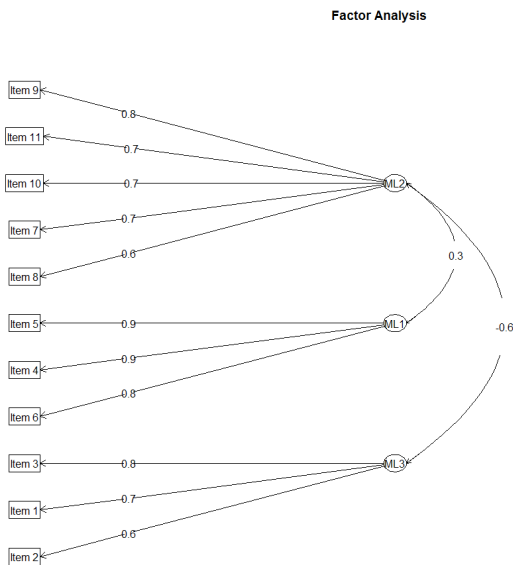 Factor Analysis
Item 9
0.8
Item 11
0.7
Item 10
0.7
ML2
Item 7
0.7
Item 8
0.6
0.3
Item 5
0.9
ML1
-0.6
Item 4
0.9
Item 6
0.8
Item 3
0.8
ML3
Item 1
0.7
Item 2
0.6